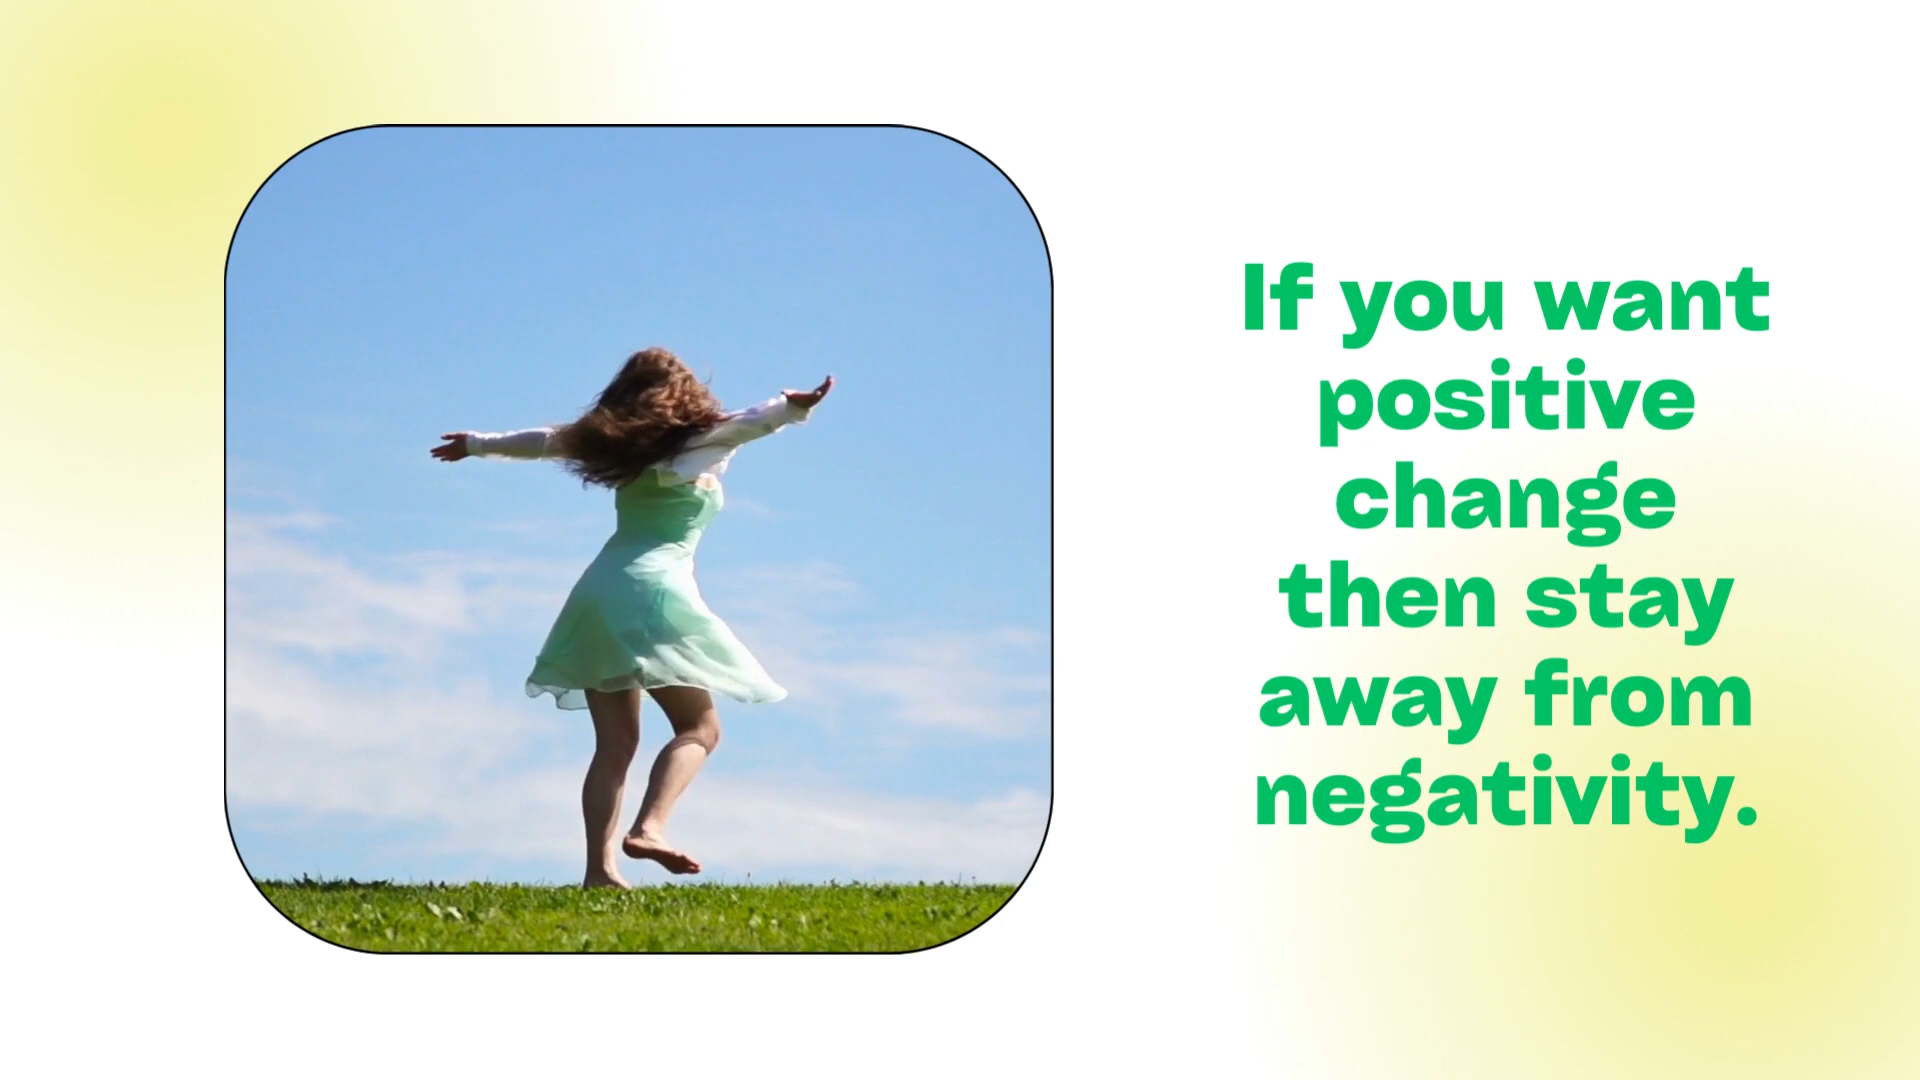 If you want
positive
change
then stay
away from
negativity.